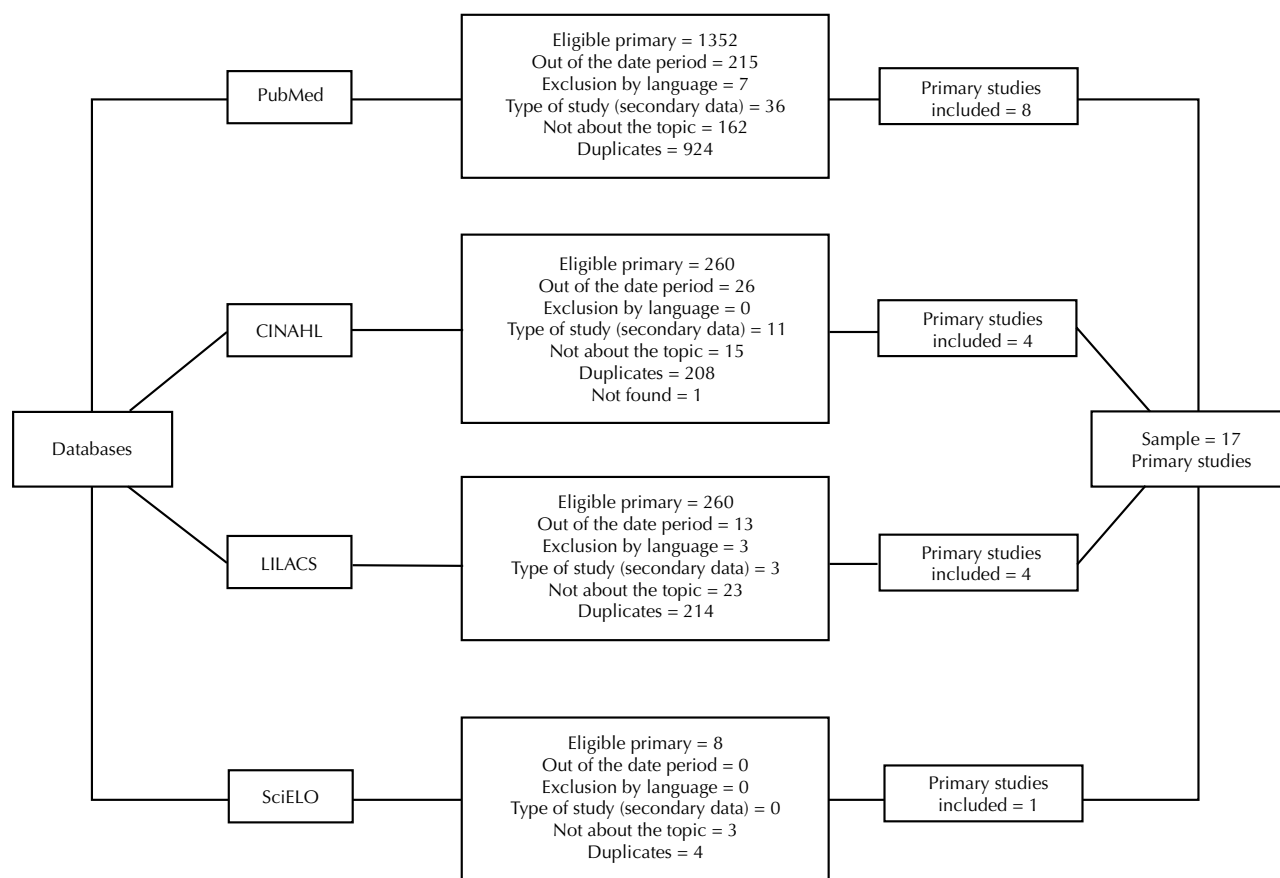 PubMed
Eligible primary = 1352
Out of the date period = 215
Exclusion by language = 7
Type of study (secondary data) = 36
Not about the topic = 162
Duplicates = 924
Primary studies
included = 8
CINAHL
Eligible primary = 260
Out of the date period = 26
Exclusion by language = 0
Type of study (secondary data) = 11
Not about the topic = 15
Duplicates = 208
Not found = 1
Primary studies
included = 4
Databases
Sample = 17
Primary studies
LILACS
Eligible primary = 260
Out of the date period = 13
Exclusion by language = 3
Type of study (secondary data) = 3
Not about the topic = 23
Duplicates = 214
Primary studies
included = 4
SciELO
Eligible primary = 8
Out of the date period = 0
Exclusion by language = 0
Type of study (secondary data) = 0
Not about the topic = 3
Duplicates = 4
Primary studies
included = 1